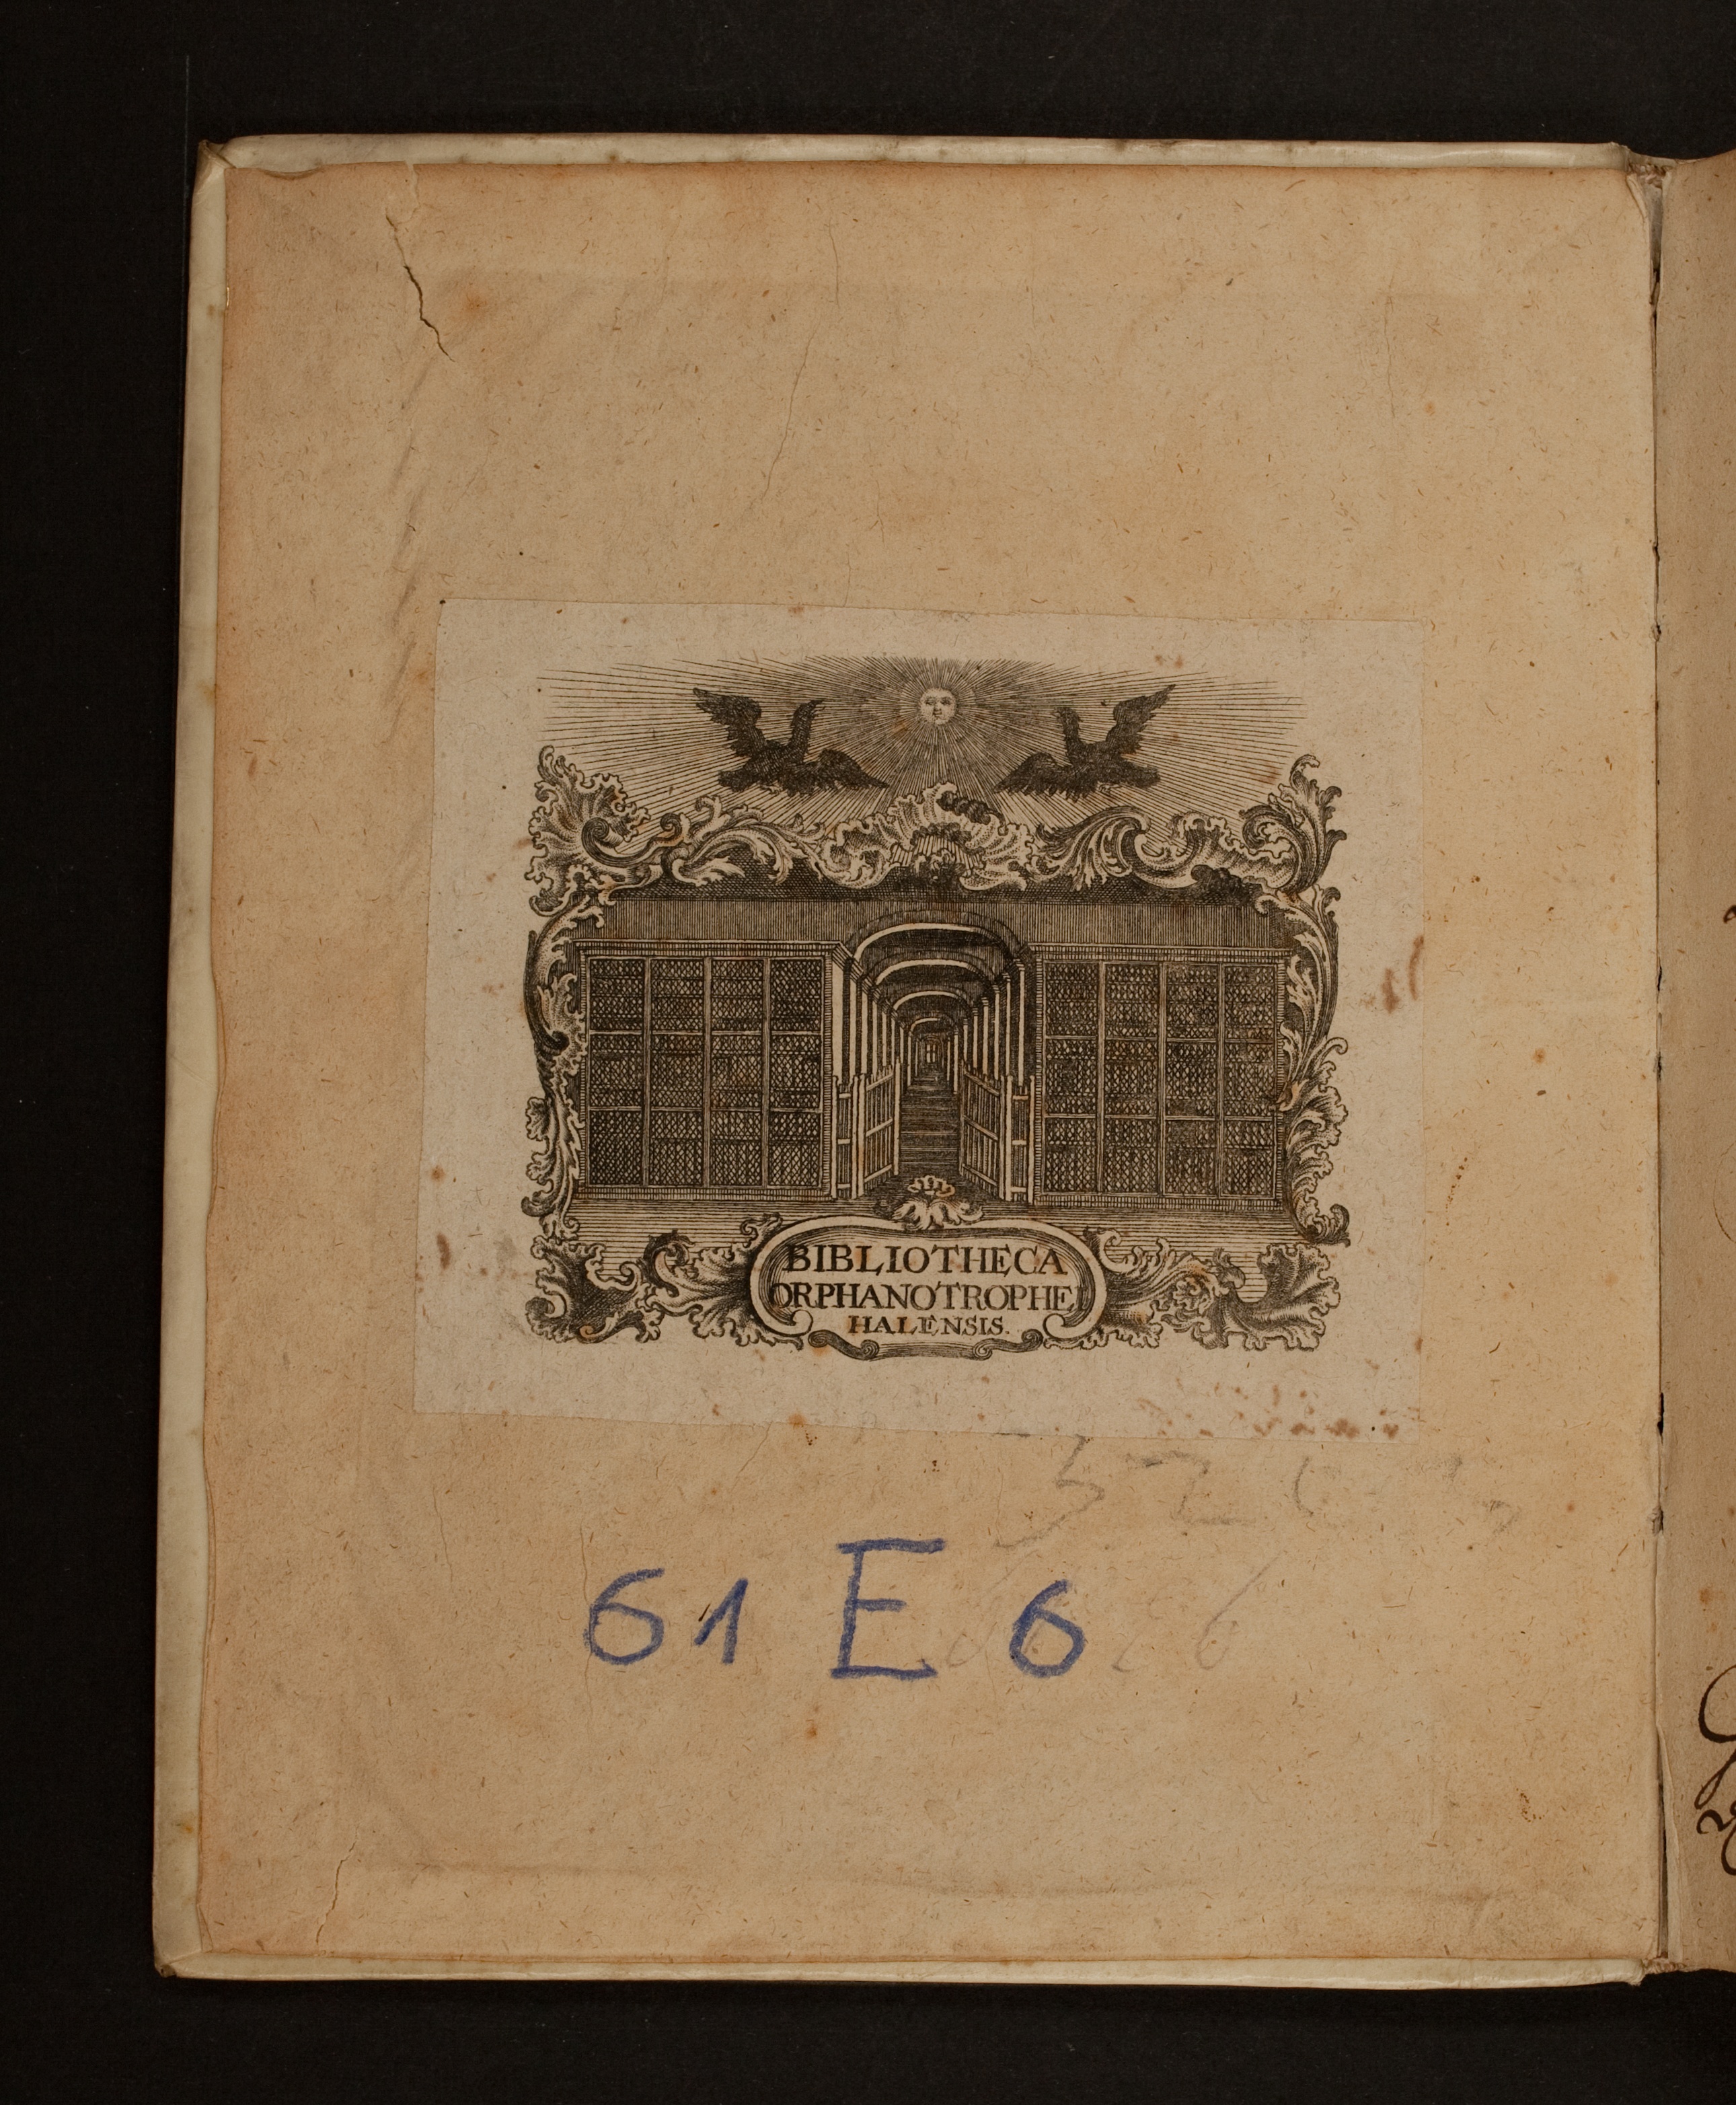 BIBLIOTHECA
ORPHANOTROPHEI
HALENSIS.
61 E 6